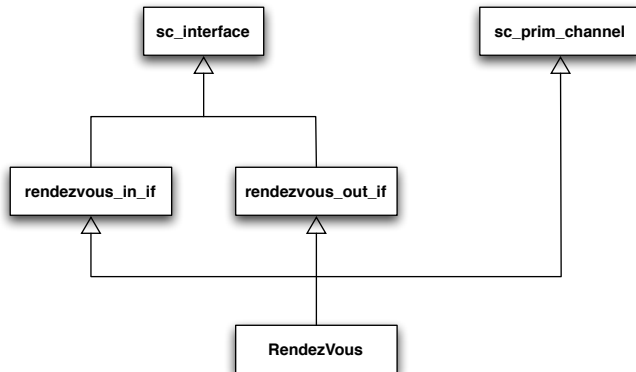 sc_interface
sc_prim_channel
rendezvous_in_if
rendezvous_out_if
RendezVous